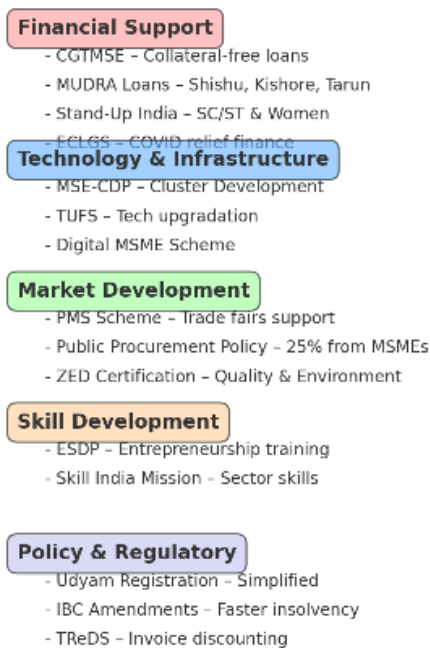 Financial Support
- CGTMSE – Collateral-free loans
- MUDRA Loans – Shishu, Kishore, Tarun
- Stand-Up India – SC/ST & Women
- ECLGS – COVID relief finance
Technology & Infrastructure
- MSE-CDP – Cluster Development
- TUFS – Tech upgradation
- Digital MSME Scheme
Market Development
- PMS Scheme – Trade fairs support
- Public Procurement Policy – 25% from MSMEs
- ZED Certification – Quality & Environment
Skill Development
- ESDP – Entrepreneurship training
- Skill India Mission – Sector skills
Policy & Regulatory
- Udyam Registration – Simplified
- IBC Amendments – Faster insolvency
- TReDS – Invoice discounting